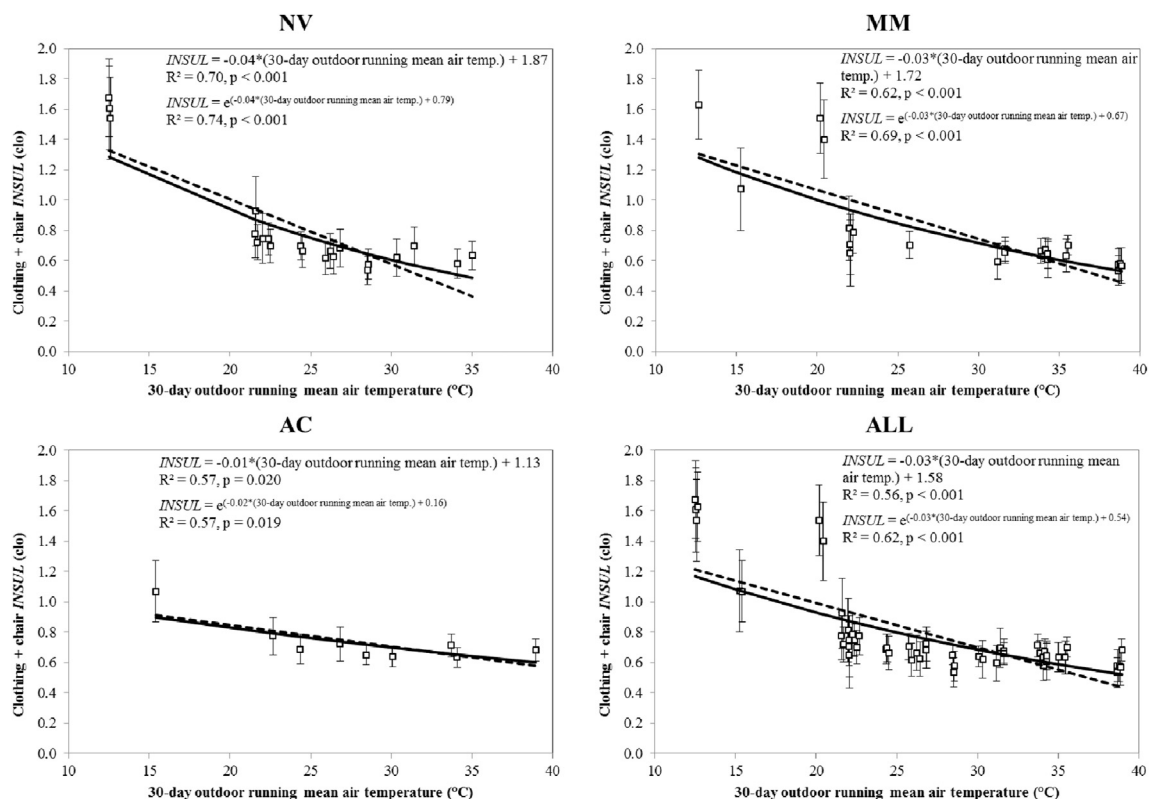 NV
INSUL = -0.04*(30-day outdoor running mean air temp.) + 1.87
R² = 0.70, p < 0.001
INSUL = e(-0.04*(30-day outdoor running mean air temp.) + 0.79)
R² = 0.74, p < 0.001
Clothing + chair INSUL (clo)
2.0
1.8
1.6
1.4
1.2
1.0
0.8
0.6
0.4
0.2
0.0
10 15 20 25 30 35 40
30-day outdoor running mean air temperature (°C)
MM
INSUL = -0.03*(30-day outdoor running mean air
temp.) + 1.72
R² = 0.62, p < 0.001
INSUL = e(-0.03*(30-day outdoor running mean air temp.) + 0.67)
R² = 0.69, p < 0.001
Clothing + chair INSUL (clo)
2.0
1.8
1.6
1.4
1.2
1.0
0.8
0.6
0.4
0.2
0.0
10 15 20 25 30 35 40
30-day outdoor running mean air temperature (°C)
AC
INSUL = -0.01*(30-day outdoor running mean air temp.) + 1.13
R² = 0.57, p = 0.020
INSUL = e(-0.02*(30-day outdoor running mean air temp.) + 0.16)
R² = 0.57, p = 0.019
Clothing + chair INSUL (clo)
2.0
1.8
1.6
1.4
1.2
1.0
0.8
0.6
0.4
0.2
0.0
10 15 20 25 30 35 40
30-day outdoor running mean air temperature (°C)
ALL
INSUL = -0.03*(30-day outdoor running mean
air temp.) + 1.58
R² = 0.56, p < 0.001
INSUL = e(-0.03*(30-day outdoor running mean air temp.) + 0.54)
R² = 0.62, p < 0.001
Clothing + chair INSUL (clo)
2.0
1.8
1.6
1.4
1.2
1.0
0.8
0.6
0.4
0.2
0.0
10 15 20 25 30 35 40
30-day outdoor running mean air temperature (°C)